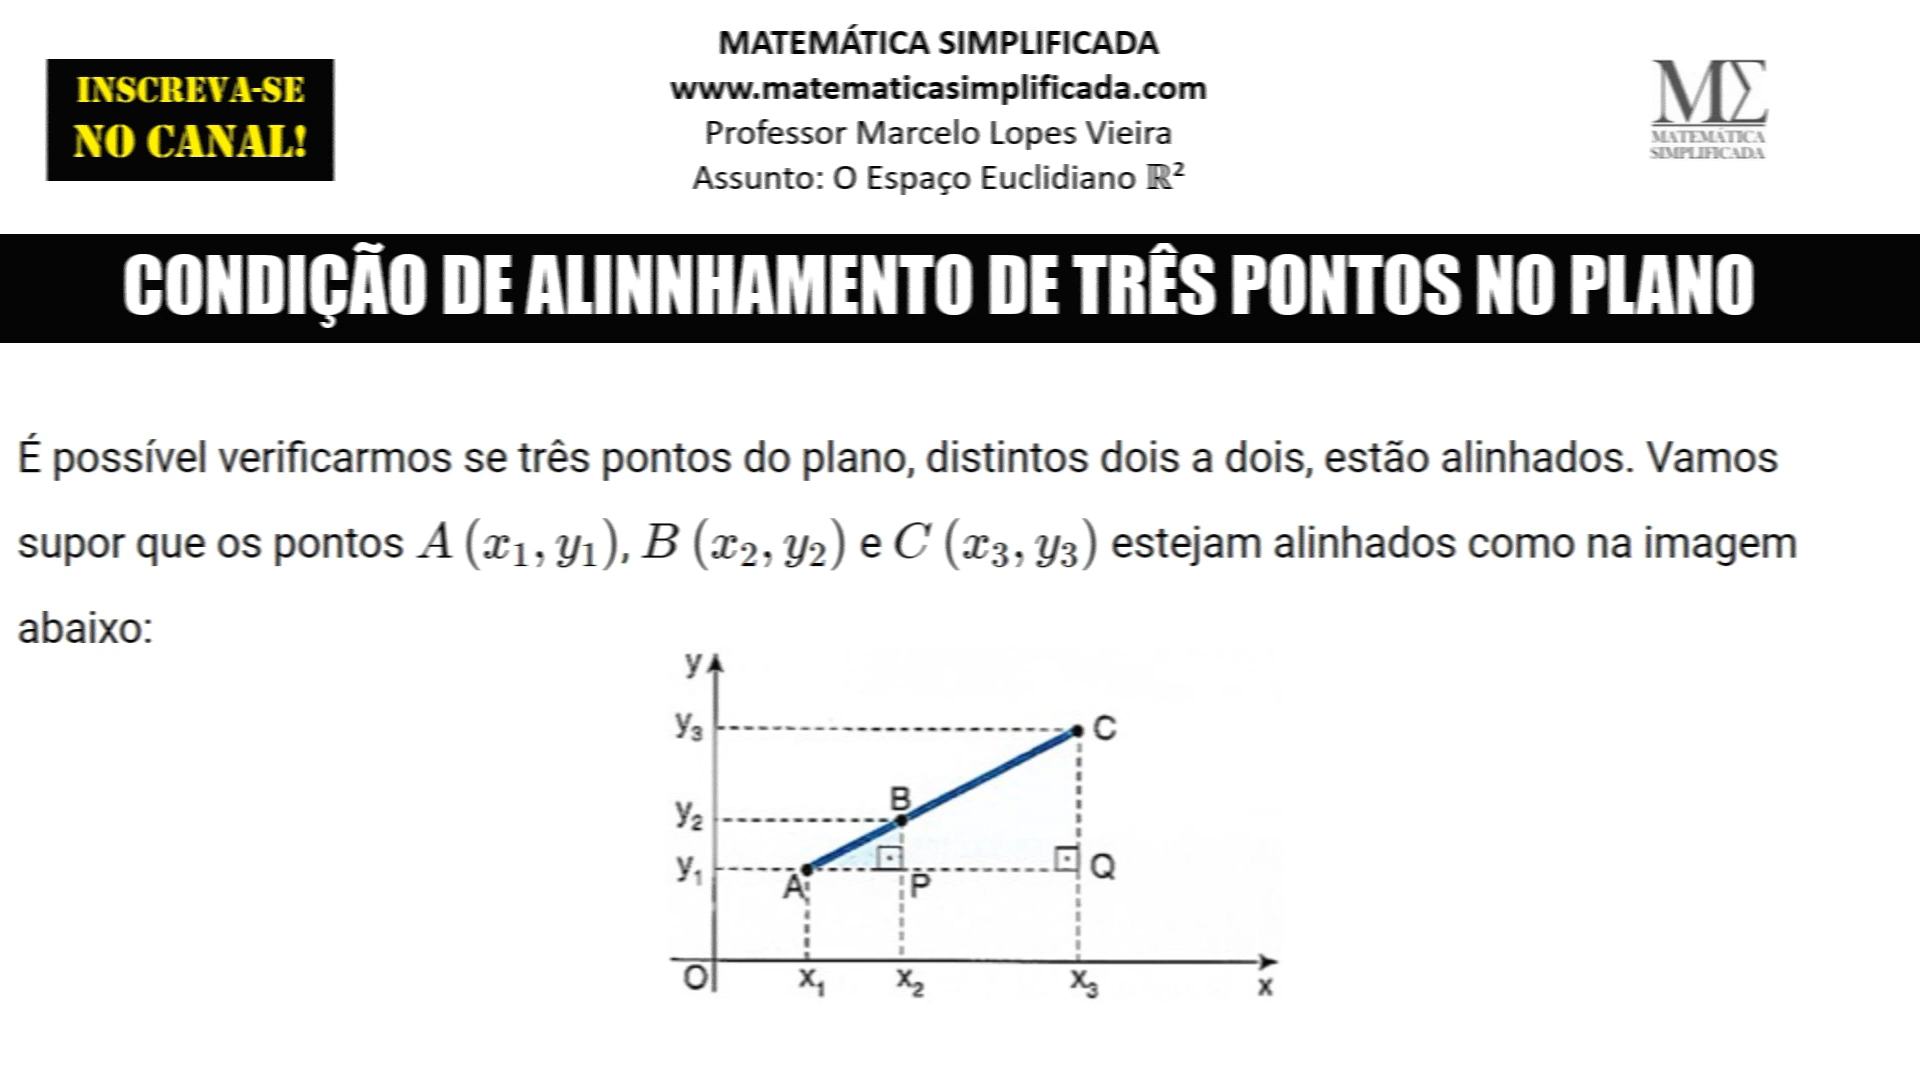 INSCREVA-SE
NO CANAL!
MATEMÁTICA SIMPLIFICADA
www.matematicasimplificada.com
Professor Marcelo Lopes Vieira
Assunto: O Espaço Euclidiano ℝ²
MΣ
MATEMÁTICA
SIMPLIFICADA
CONDIÇÃO DE ALINNHAMENTO DE TRÊS PONTOS NO PLANO
É possível verificarmos se três pontos do plano, distintos dois a dois, estão alinhados. Vamos
supor que os pontos A (x₁, y₁), B (x₂, y₂) e C (x₃, y₃) estejam alinhados como na imagem
abaixo:
y
y₃ C
B
y₂
y₁ A P Q
O x₁ x₂ x₃ x